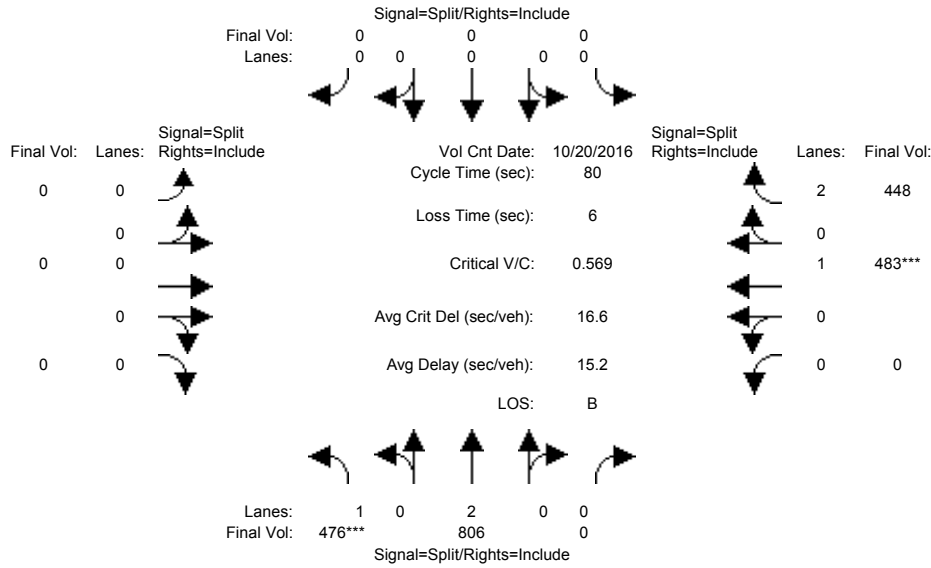 Signal=Split/Rights=Include
Final Vol: 0 0 0
Lanes: 0 0 0 0 0
Signal=Split
Final Vol: Lanes: Rights=Include
Vol Cnt Date: 10/20/2016
Signal=Split
Rights=Include Lanes: Final Vol:
Cycle Time (sec): 80
0 0
2 448
Loss Time (sec): 6
0
0
0 0
Critical V/C: 0.569
1 483***
0
Avg Crit Del (sec/veh): 16.6
0
0 0
Avg Delay (sec/veh): 15.2
0 0
LOS: B
Lanes: 1 0 2 0 0
Final Vol: 476*** 806 0
Signal=Split/Rights=Include